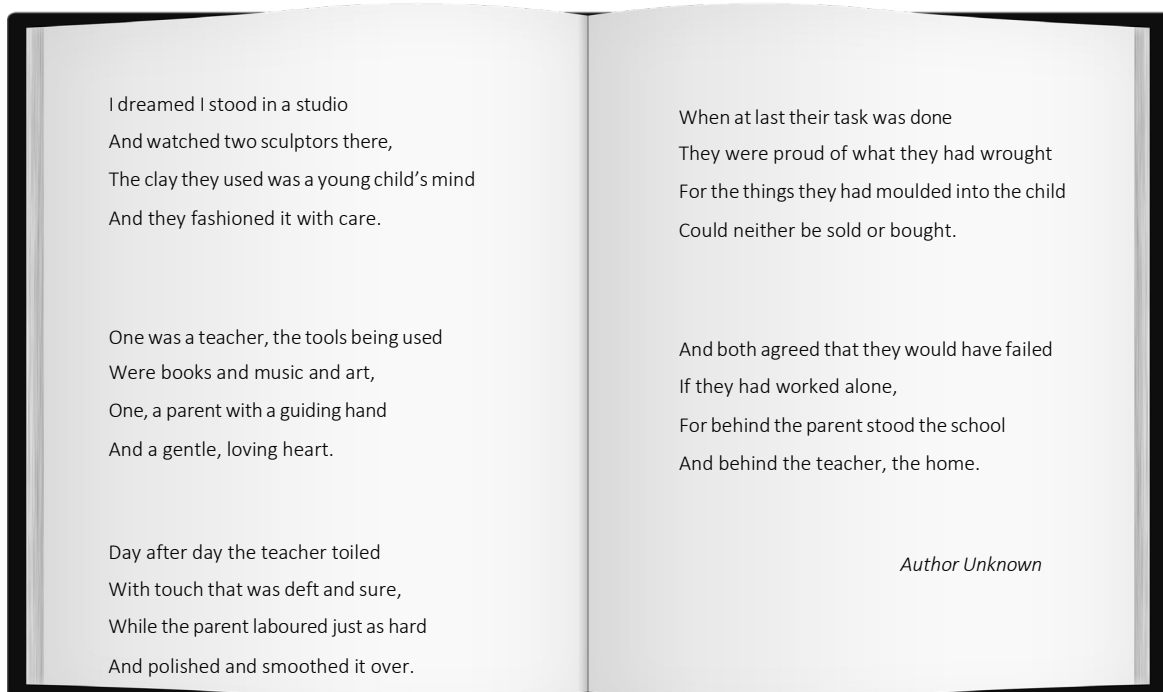 I dreamed I stood in a studio
And watched two sculptors there,
The clay they used was a young child’s mind
And they fashioned it with care.
One was a teacher, the tools being used
Were books and music and art,
One, a parent with a guiding hand
And a gentle, loving heart.
Day after day the teacher toiled
With touch that was deft and sure,
While the parent laboured just as hard
And polished and smoothed it over.
When at last their task was done
They were proud of what they had wrought
For the things they had moulded into the child
Could neither be sold or bought.
And both agreed that they would have failed
If they had worked alone,
For behind the parent stood the school
And behind the teacher, the home.
Author Unknown